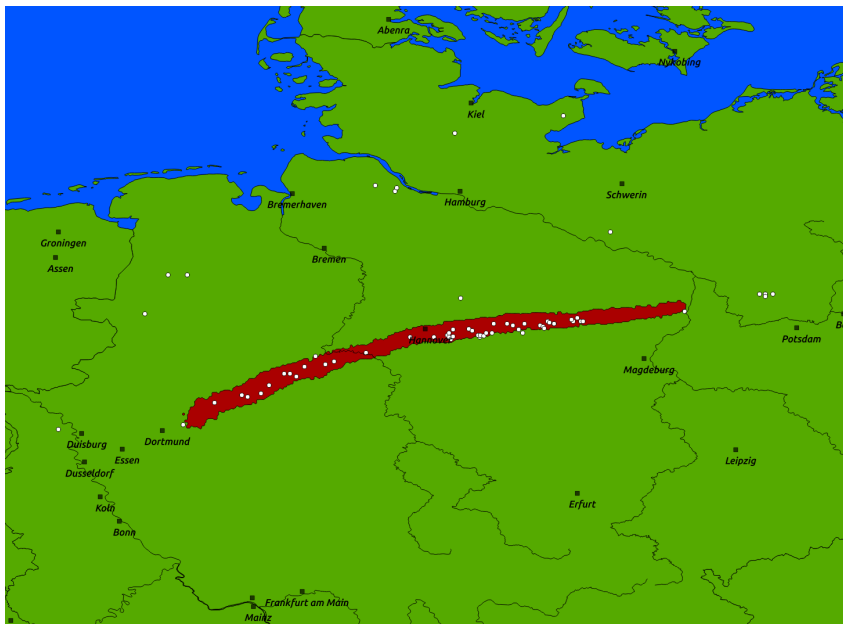 Abenra
Nykobing
Kiel
Schwerin
Bremerhaven
Hamburg
Groningen
Bremen
Assen
Hannover
Potsdam
Magdeburg
Duisburg
Dortmund
Essen
Leipzig
Dusseldorf
Koln
Erfurt
Bonn
Frankfurt am Main
Mainz